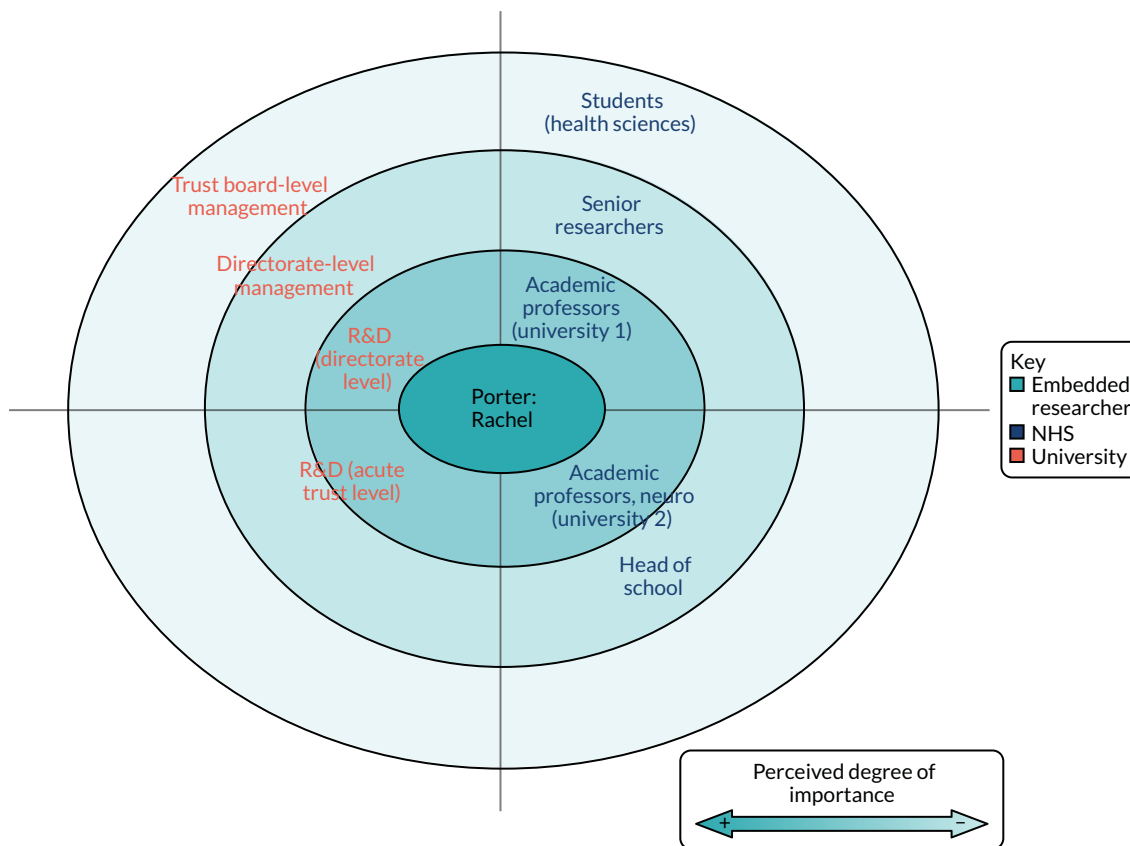 Students
(health sciences)
Trust board-level
management
Senior
researchers
Directorate-level
management
Academic
professors
(university 1)
R&D
(directorate
level)
Porter:
Rachel
R&D (acute
trust level)
Academic
professors, neuro
(university 2)
Head of
school
Key
Embedded
researcher
NHS
University
Perceived degree of
importance
+
−